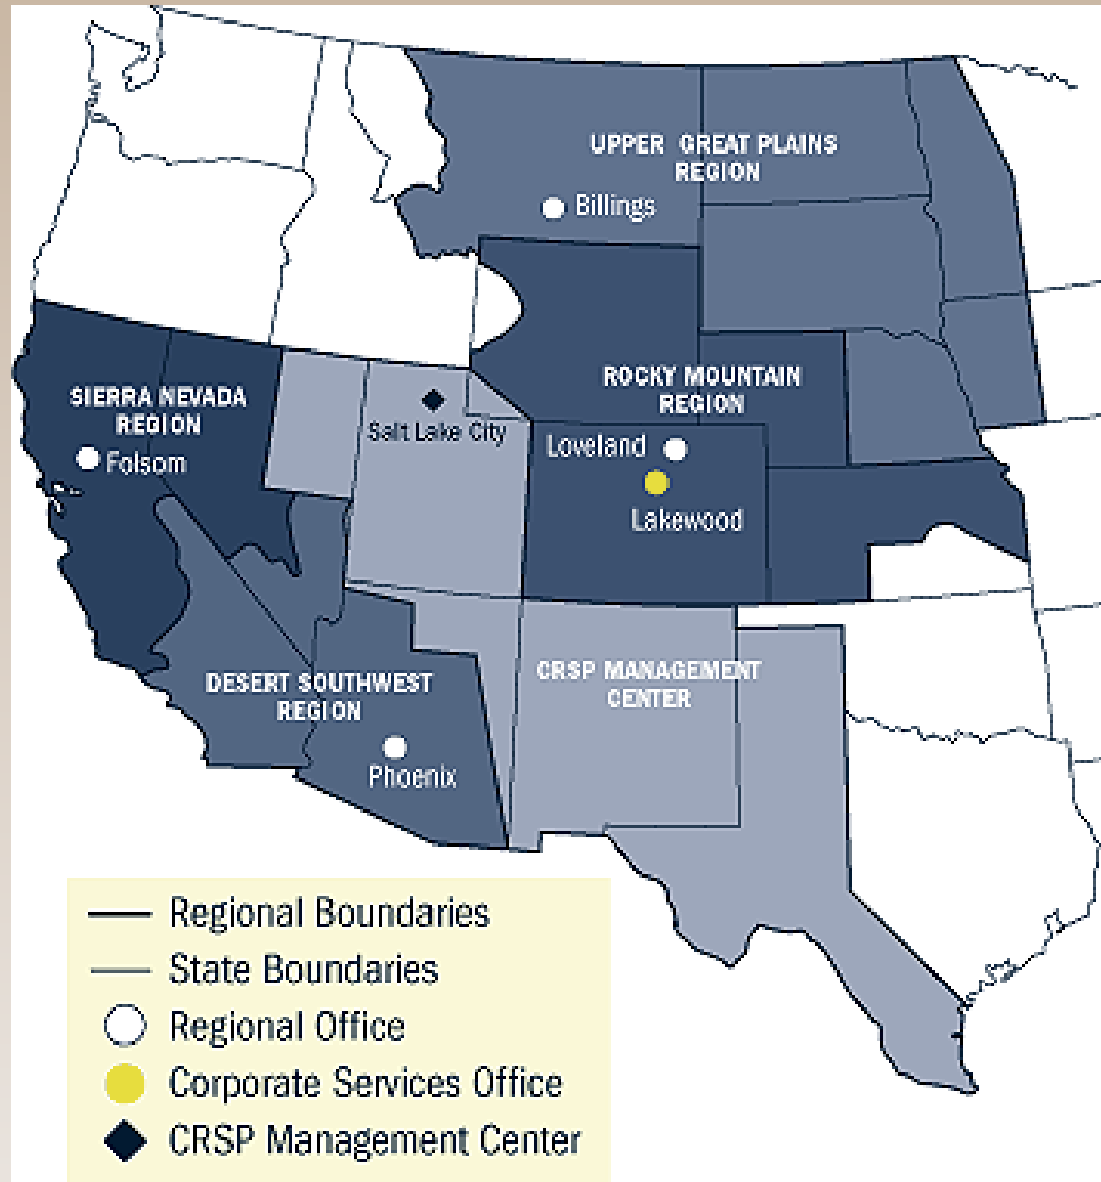 UPPER GREAT PLAINS
REGION
Billings
ROCKY MOUNTAIN
REGION
SIERRA NEVADA
REGION
Salt Lake City
Loveland
Folsom
Lakewood
CRSP MANAGEMENT
CENTER
DESERT SOUTHWEST
REGION
Phoenix
Regional Boundaries
State Boundaries
Regional Office
Corporate Services Office
CRSP Management Center